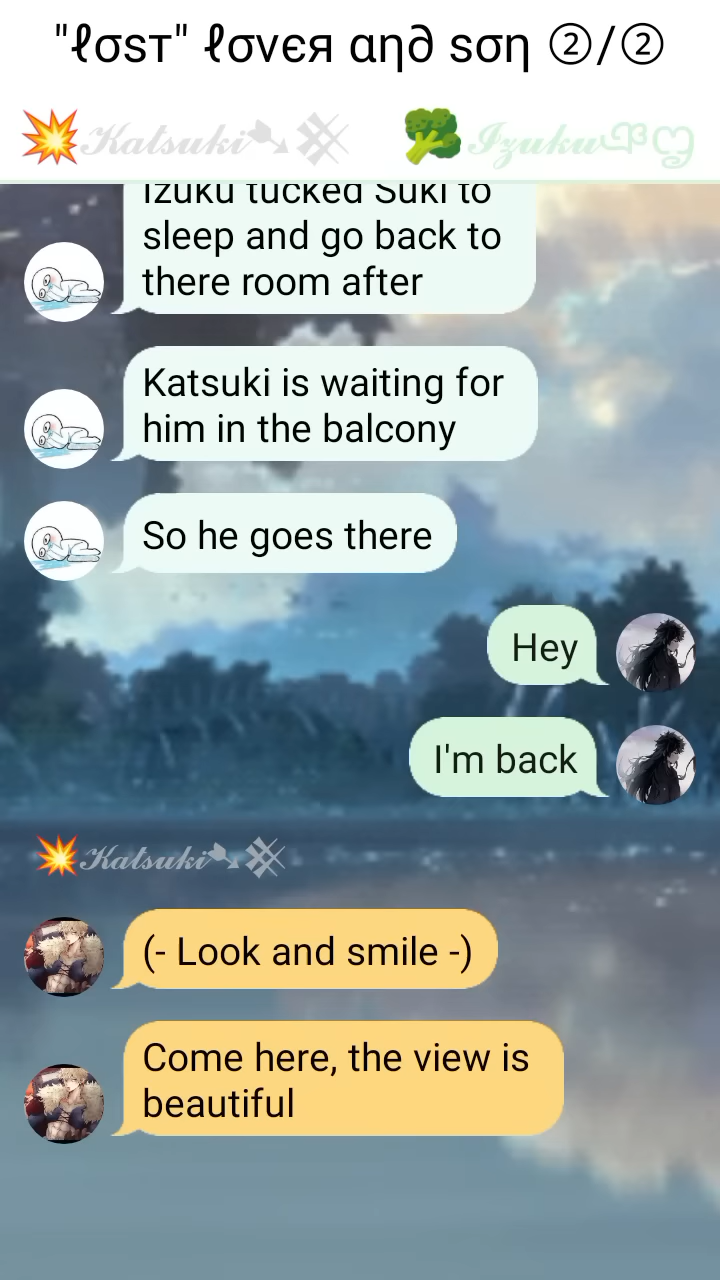 "ℓσsт" ℓσνєя αη∂ sση ②/②
💥𝓚𝓪𝓽𝓼𝓾𝓴𝓲 🥦𝓘𝔃𝓾𝓴𝓾
Izuku tucked Suki to
sleep and go back to
there room after
Katsuki is waiting for
him in the balcony
So he goes there
Hey
I'm back
💥𝓚𝓪𝓽𝓼𝓾𝓴𝓲
(- Look and smile -)
Come here, the view is
beautiful